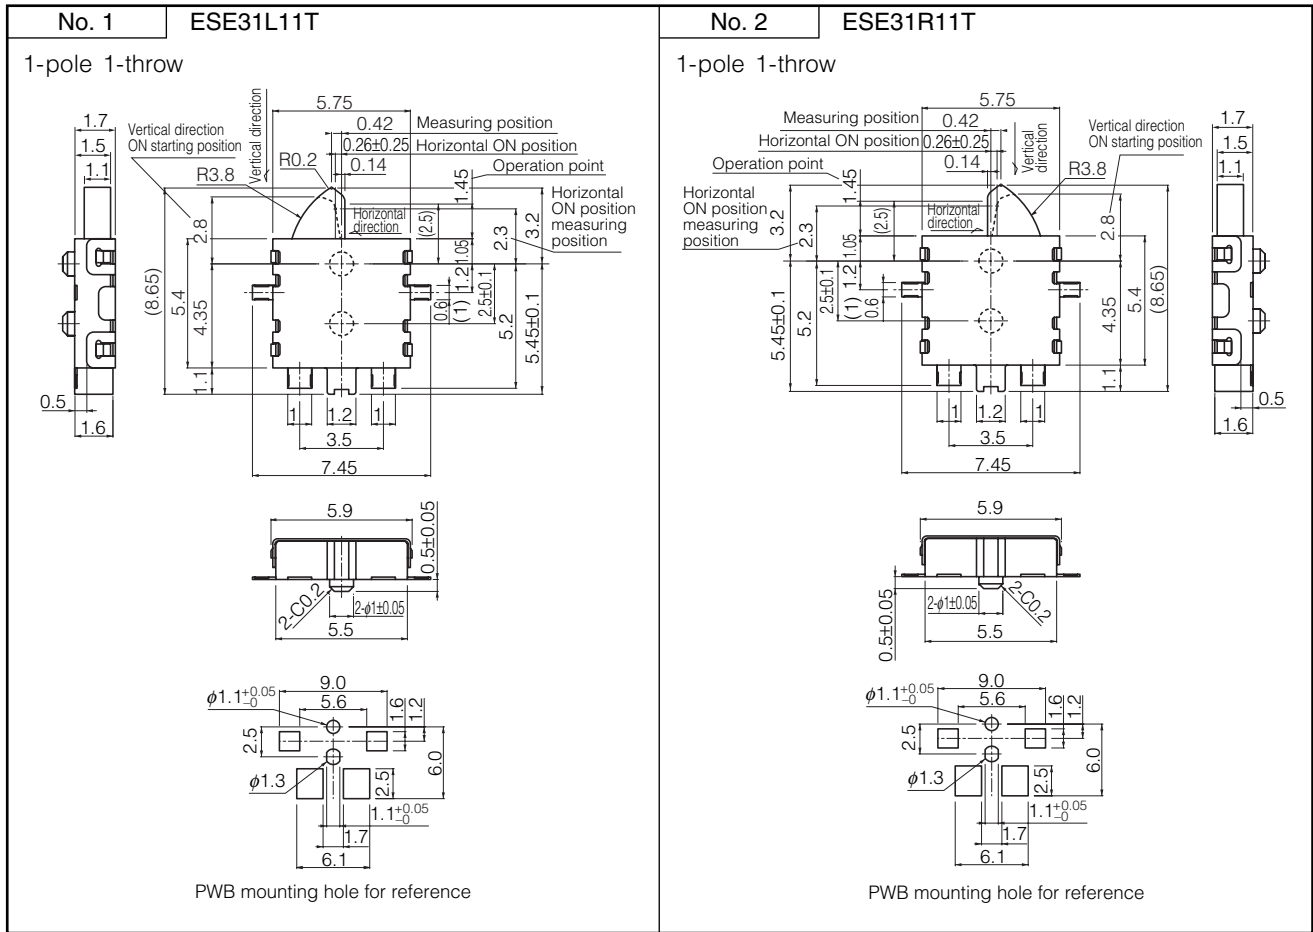 No. 1
ESE31L11T
1-pole 1-throw
5.75
0.42
Measuring position
0.26±0.25
Horizontal ON position
0.14
Operation point
Vertical direction
Vertical direction
ON starting position
R0.2
R3.8
1.7
1.5
1.1
1.45
Horizontal
ON position
measuring
position
Horizontal
direction
(2.5)
2.3
3.2
2.8
(8.65)
5.4
4.35
1.1
1.05
1.2
0.6
(1)
2.5±0.1
5.2
5.45±0.1
0.5
1.6
1
1.2
1
3.5
7.45
5.9
0.5±0.05
2-C0.2
2-ϕ1±0.05
5.5
9.0
5.6
ϕ1.1+0.05
−0
1.6
1.2
2.5
6.0
ϕ1.3
2.5
1.1+0.05
−0
1.7
6.1
PWB mounting hole for reference
No. 2
ESE31R11T
1-pole 1-throw
5.75
Measuring position
0.42
Horizontal ON position
0.26±0.25
Operation point
0.14
Vertical
direction
Vertical direction
ON starting position
R3.8
1.7
1.5
1.1
1.45
Horizontal
ON position
measuring
position
Horizontal
direction
3.2
2.3
(2.5)
2.8
1.05
1.2
2.5±0.1
(1)
0.6
5.2
5.45±0.1
4.35
5.4
(8.65)
1.1
0.5
1.6
1
1.2
1
3.5
7.45
5.9
0.5±0.05
2-ϕ1±0.05
2-C0.2
5.5
9.0
5.6
ϕ1.1+0.05
−0
1.6
1.2
2.5
6.0
ϕ1.3
2.5
1.1+0.05
−0
1.7
6.1
PWB mounting hole for reference